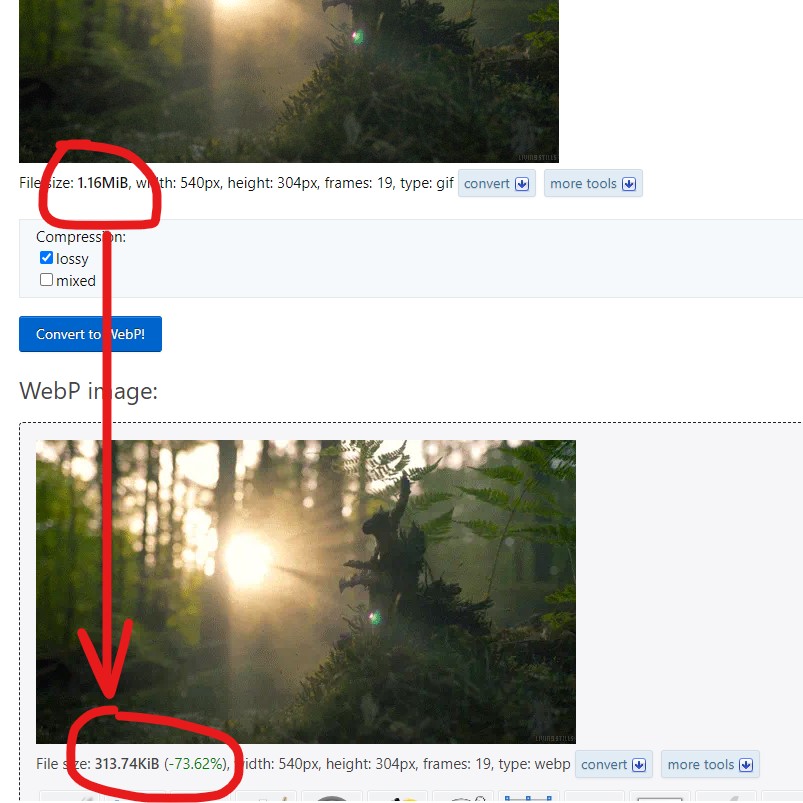 LIVINGSTILLS
File size: 1.16MiB, width: 540px, height: 304px, frames: 19, type: gif convert more tools
Compression:
lossy
mixed
Convert to WebP!
WebP image:
LIVINGSTILLS
File size: 313.74KiB (-73.62%), width: 540px, height: 304px, frames: 19, type: webp convert more tools